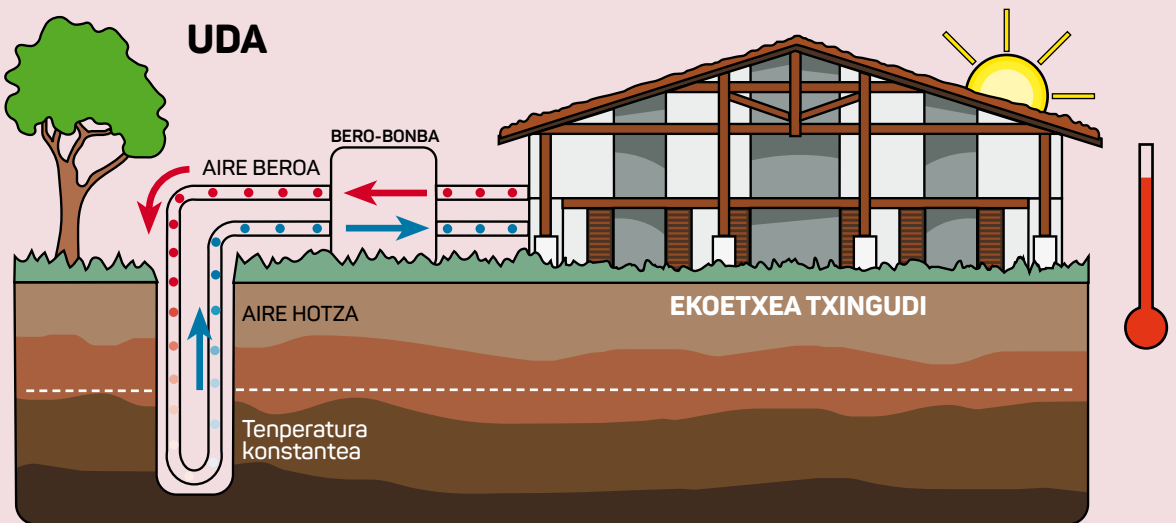 UDA
BERO-BONBA
AIRE BEROA
AIRE HOTZA
EKOETXEA TXINGUDI
Tenperatura
konstantea